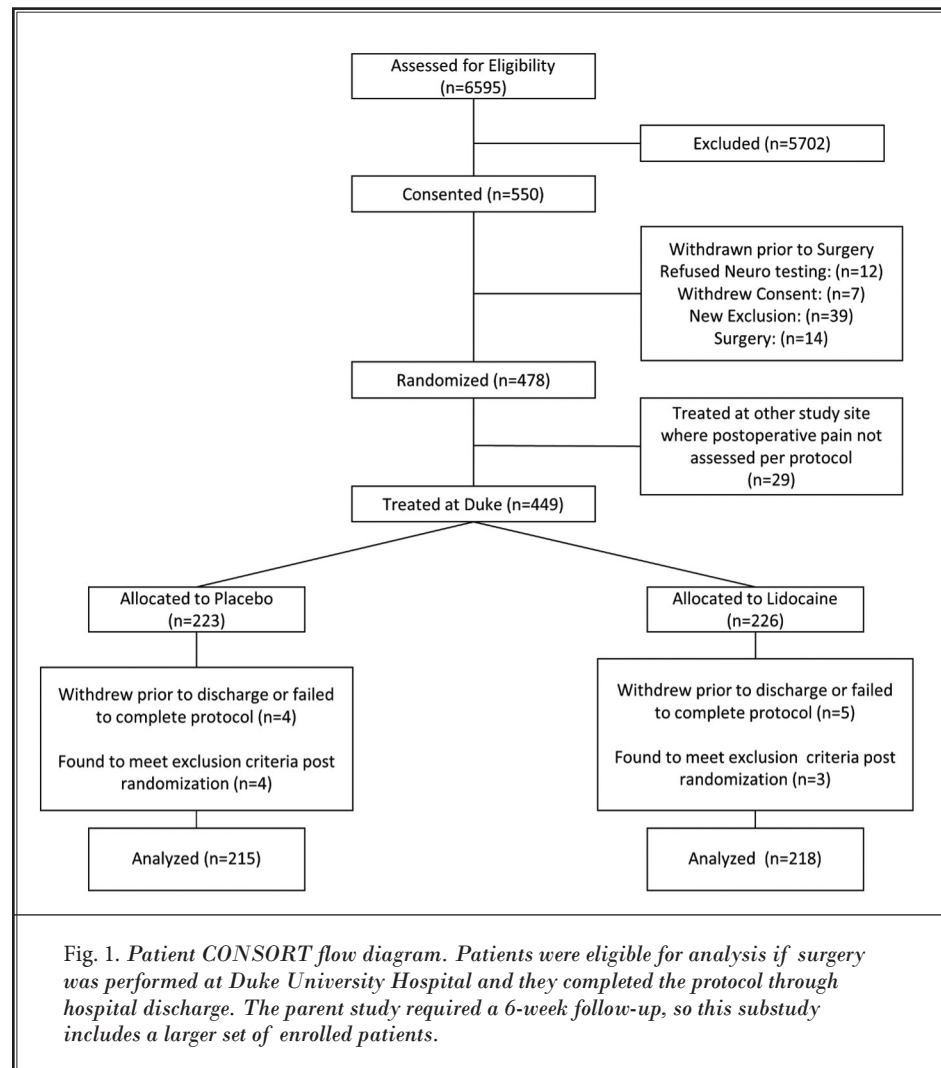 Assessed for Eligibility
(n=6595)
Excluded (n=5702)
Consented (n=550)
Withdrawn prior to Surgery
Refused Neuro testing: (n=12)
Withdrew Consent: (n=7)
New Exclusion: (n=39)
Surgery: (n=14)
Randomized (n=478)
Treated at other study site
where postoperative pain not
assessed per protocol
(n=29)
Treated at Duke (n=449)
Allocated to Placebo
(n=223)
Withdrew prior to discharge or failed
to complete protocol (n=4)
Found to meet exclusion criteria post
randomization (n=4)
Analyzed (n=215)
Allocated to Lidocaine
(n=226)
Withdrew prior to discharge or failed
to complete protocol (n=5)
Found to meet exclusion criteria post
randomization (n=3)
Analyzed (n=218)
Fig. 1. Patient CONSORT flow diagram. Patients were eligible for analysis if surgery
was performed at Duke University Hospital and they completed the protocol through
hospital discharge. The parent study required a 6-week follow-up, so this substudy
includes a larger set of enrolled patients.